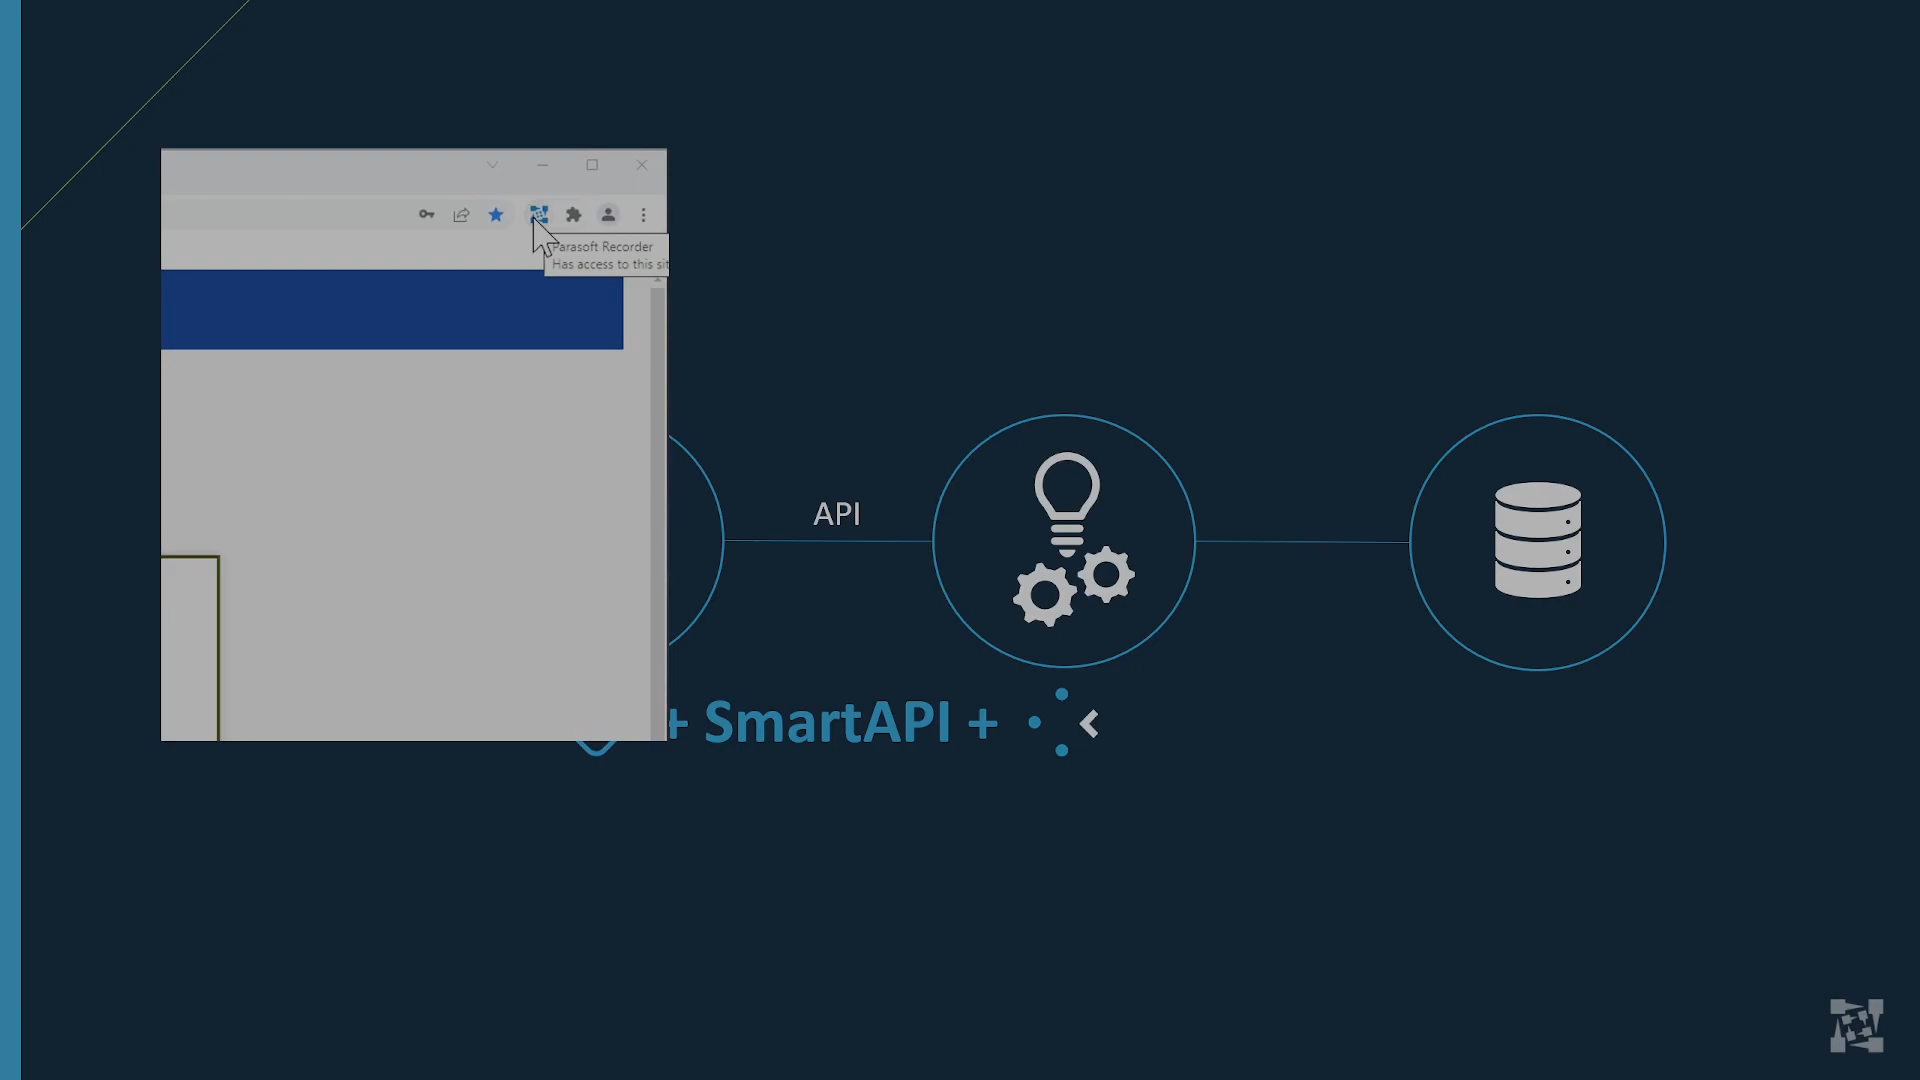 Parasoft Recorder
Has access to this sit
API
+ SmartAPI +